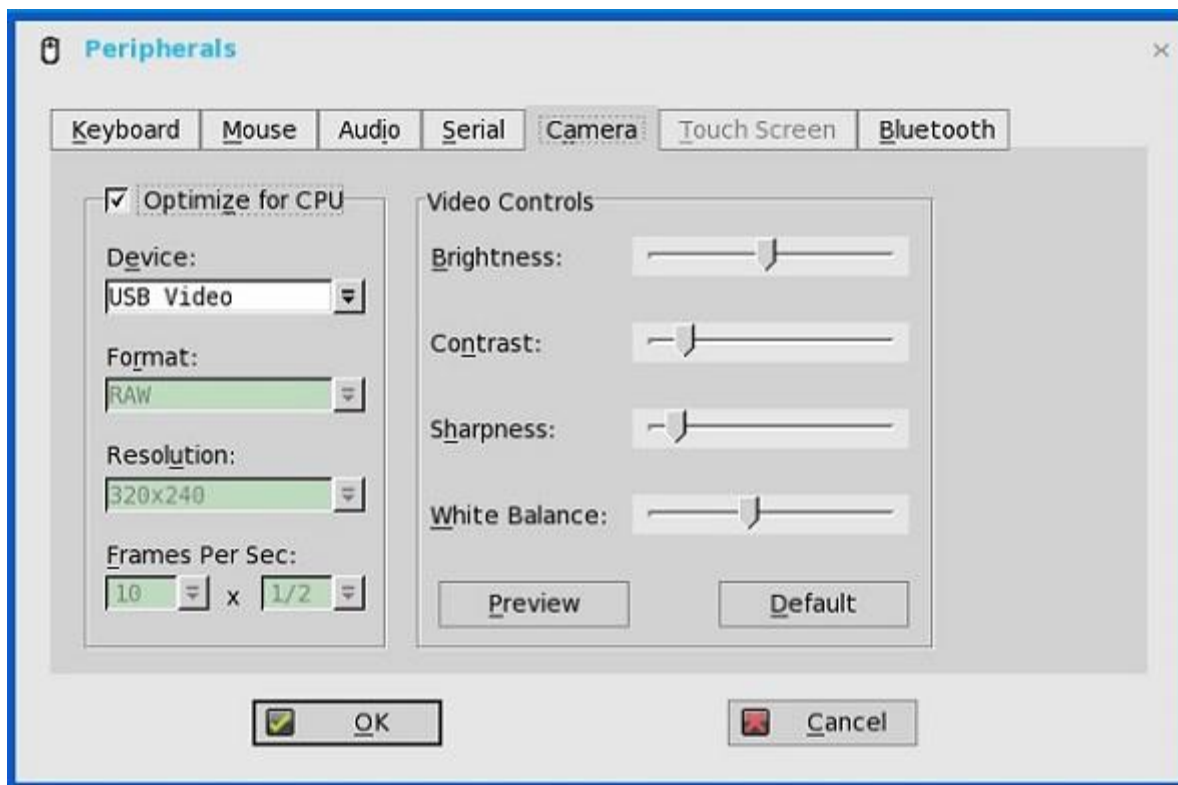 Peripherals
Keyboard Mouse Audio Serial Camera Touch Screen Bluetooth
Optimize for CPU
Device:
USB Video
Format:
RAW
Resolution:
320x240
Frames Per Sec:
10 x 1/2
Video Controls
Brightness:
Contrast:
Sharpness:
White Balance:
Preview Default
OK Cancel